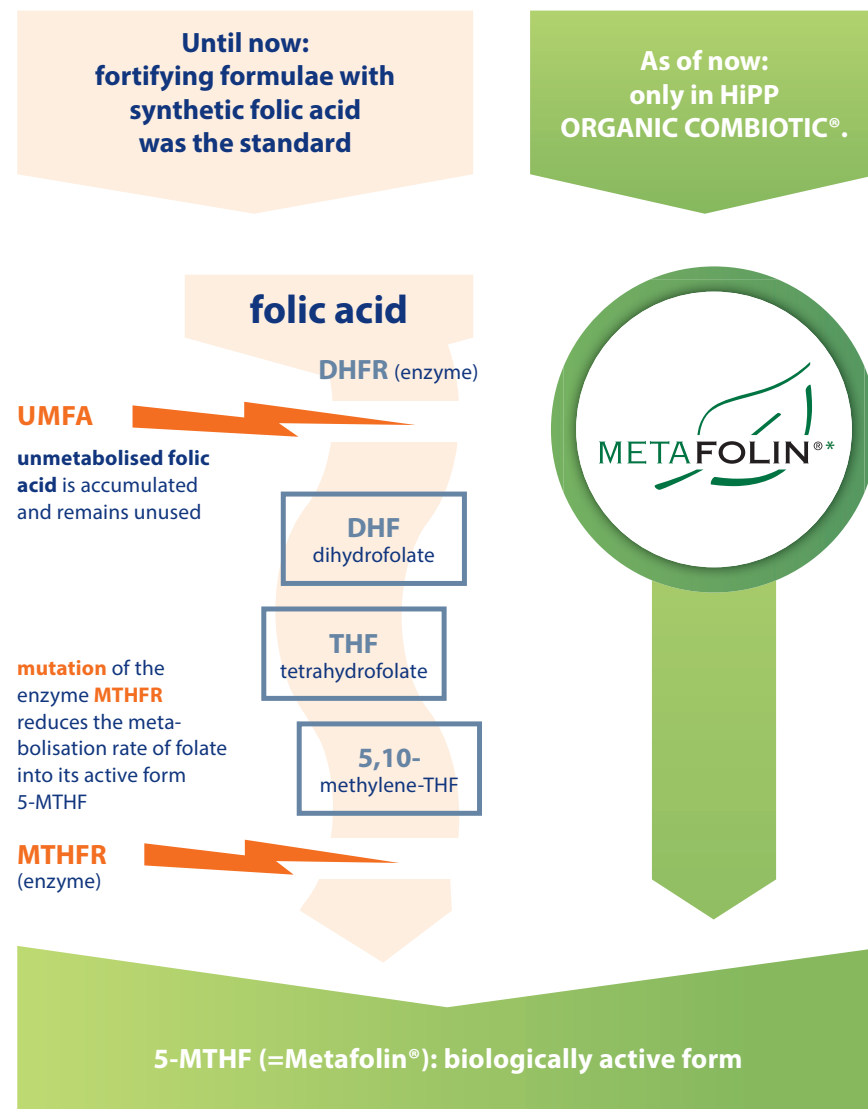 Until now:
fortifying formulae with
synthetic folic acid
was the standard
As of now:
only in HiPP
ORGANIC COMBIOTIC®.
folic acid
DHFR (enzyme)
UMFA
unmetabolised folic
acid is accumulated
and remains unused
METAFOLIN®*
DHF
dihydrofolate
THF
tetrahydrofolate
mutation of the
enzyme MTHFR
reduces the meta-
bolisation rate of folate
into its active form
5-MTHF
5,10-
methylene-THF
MTHFR
(enzyme)
5-MTHF (=Metafolin®): biologically active form